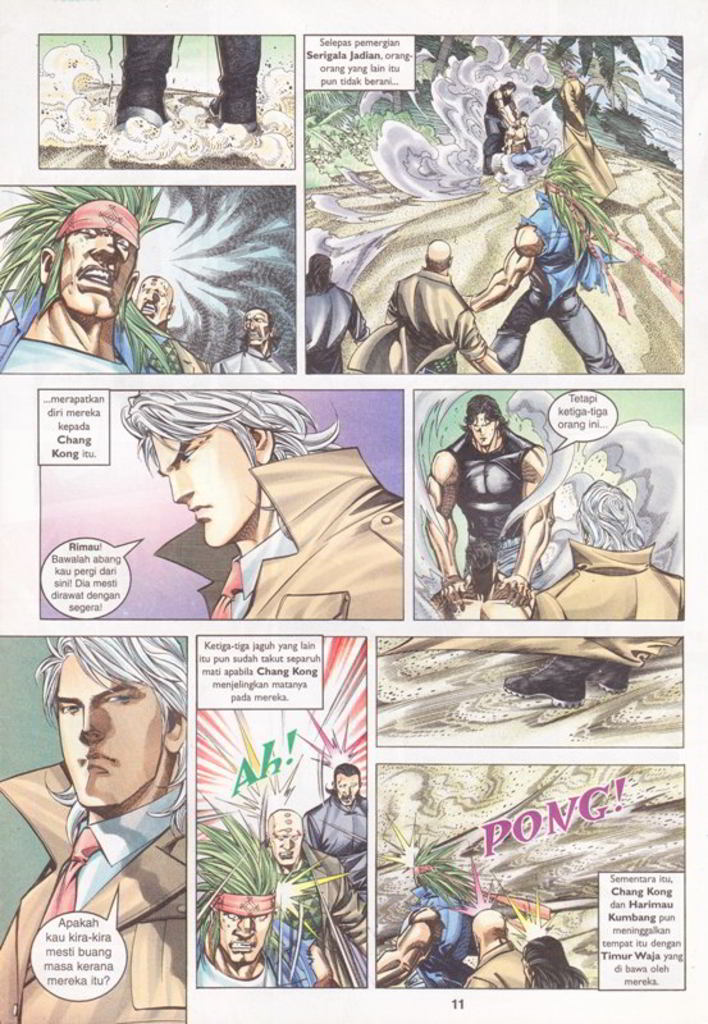 Selepas pemergian
Serigala Jadian, orang-
orang yang lain itu
pun tidak berani...
...merapatkan
diri mereka
kepada
Chang
Kong itu.
Rimau!
Bawalah abang
kau pergi dari
sini! Dia mesti
dirawat dengan
segera!
Tetapi
ketiga-tiga
orang ini...
Apakah
kau kira-kira
mesti buang
masa kerana
itu?
Ketiga-tiga jaguh yang lain
itu pun sudah takut separuh
mati apabila Chang Kong
menjelingkan matanya
pada mereka.
Ah!
PONG!
Sementara itu,
Chang Kong
dan Harimau
Kumbang pun
meninggalkan
tempat itu dengan
Timur Waja yang
di bawa oleh
mereka.
11